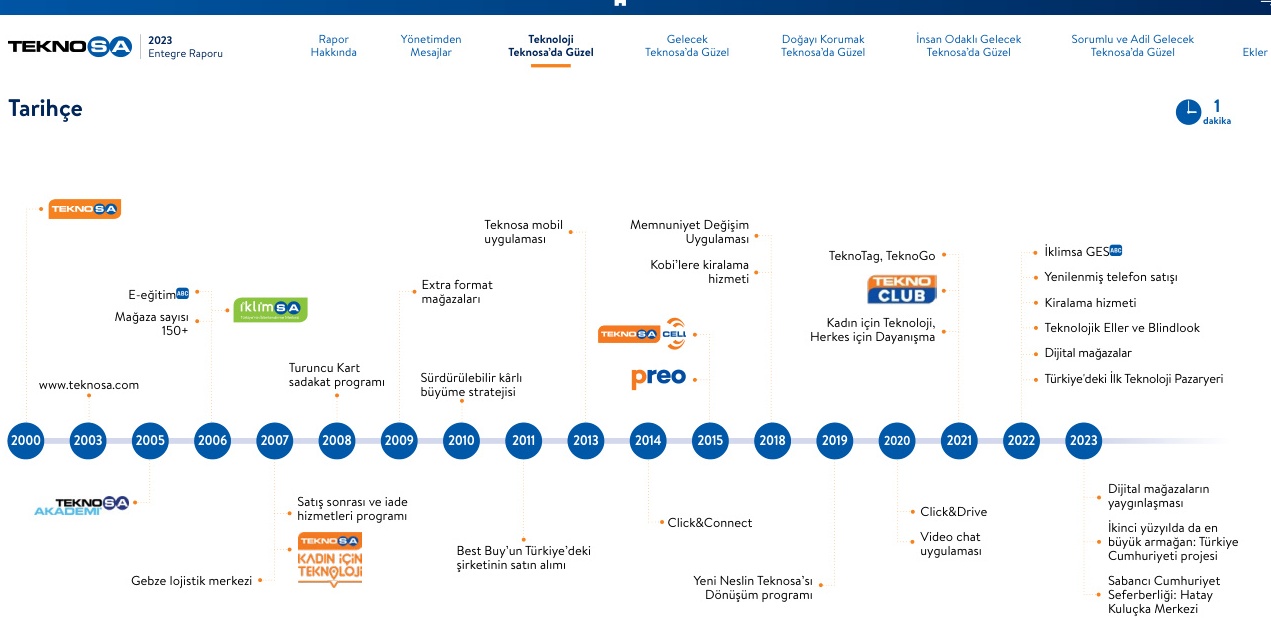 TEKNOSA
2023
Entegre Raporu
Rapor
Hakkında
Yönetimden
Mesajlar
Teknoloji
Teknosa’da Güzel
Gelecek
Teknosa’da Güzel
Doğayı Korumak
Teknosa’da Güzel
İnsan Odaklı Gelecek
Teknosa’da Güzel
Sorumlu ve Adil Gelecek
Teknosa’da Güzel
Ekler
Tarihçe
1
dakika
TEKNOSA
www.teknosa.com
E-eğitim ABC
Mağaza sayısı
150+
iklimSA
Turuncu Kart
sadakat programı
Extra format
mağazaları
Sürdürülebilir kârlı
büyüme stratejisi
Teknosa mobil
uygulaması
TEKNOSA CELL
preo
Memnuniyet Değişim
Uygulaması
Kobi’lere kiralama
hizmeti
TeknoTag, TeknoGo
TEKNO
CLUB
Kadın için Teknoloji,
Herkes için Dayanışma
İklimsa GES ABC
Yenilenmiş telefon satışı
Kiralama hizmeti
Teknolojik Eller ve Blindlook
Dijital mağazalar
Türkiye'deki İlk Teknoloji Pazaryeri
2000 2003 2005 2006 2007 2008 2009 2010 2011 2013 2014 2015 2018 2019 2020 2021 2022 2023
TEKNOSA
AKADEMİ
Gebze lojistik merkezi
Satış sonrası ve iade
hizmetleri programı
TEKNOSA
KADIN İÇİN
TEKNOLOJİ
Best Buy’un Türkiye’deki
şirketinin satın alımı
Click&Connect
Yeni Neslin Teknosa’sı
Dönüşüm programı
Click&Drive
Video chat
uygulaması
Dijital mağazaların
yaygınlaşması
İkinci yüzyılda da en
büyük armağan: Türkiye
Cumhuriyeti projesi
Sabancı Cumhuriyet
Seferberliği: Hatay
Kuluçka Merkezi